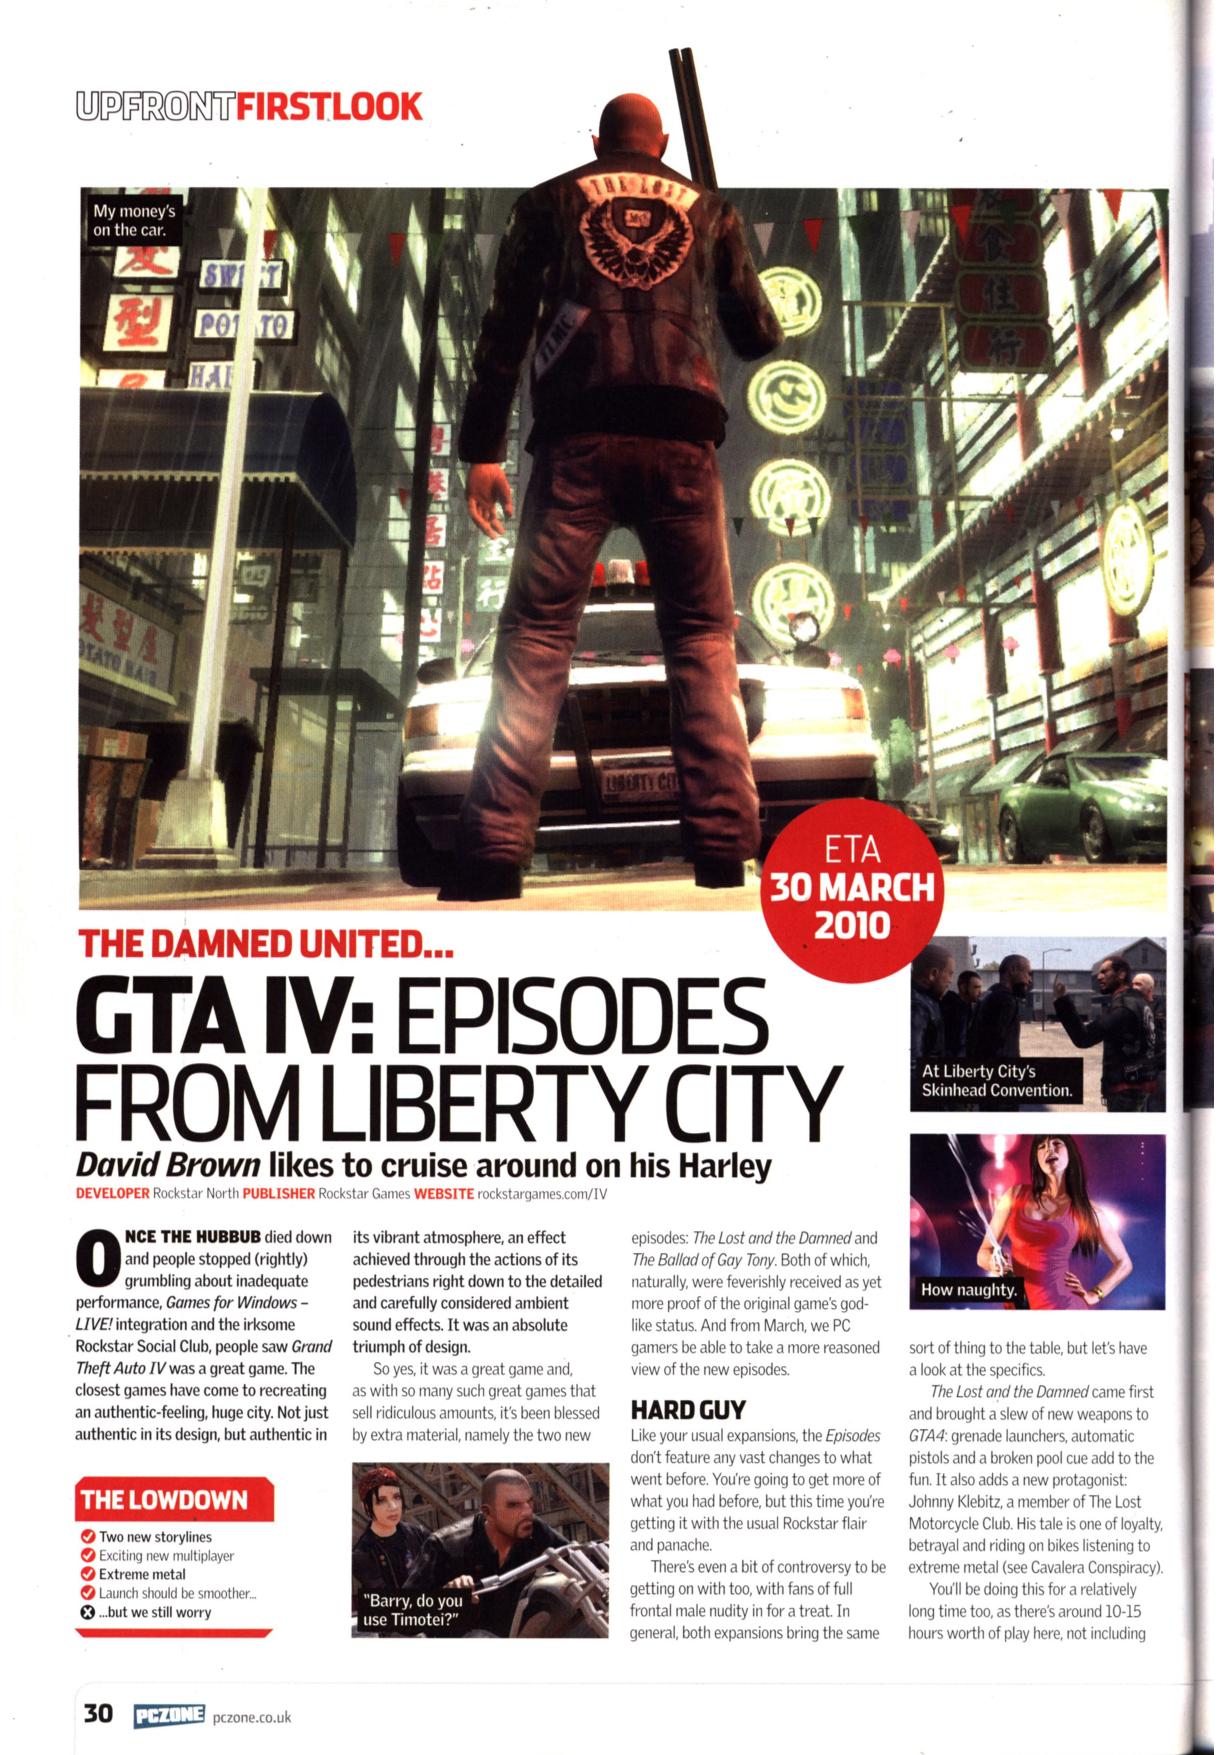 UPFRONTFIRSTLOOK
My money's
on the car.
THE LOST
MC
TLMC
SWEET
POTATO
HAI
型
食
佳
行
LIBERTY CITY
ETA
30 MARCH
2010
THE DAMNED UNITED...
GTA IV: EPISODES
FROM LIBERTY CITY
David Brown likes to cruise around on his Harley
DEVELOPER Rockstar North PUBLISHER Rockstar Games WEBSITE rockstargames.com/IV
ONCE THE HUBBUB died down
and people stopped (rightly)
grumbling about inadequate
performance, Games for Windows –
LIVE! integration and the irksome
Rockstar Social Club, people saw Grand
Theft Auto IV was a great game. The
closest games have come to recreating
an authentic-feeling, huge city. Not just
authentic in its design, but authentic in
THE LOWDOWN
Two new storylines
Exciting new multiplayer
Extreme metal
Launch should be smoother...
...but we still worry
its vibrant atmosphere, an effect
achieved through the actions of its
pedestrians right down to the detailed
and carefully considered ambient
sound effects. It was an absolute
triumph of design.
So yes, it was a great game and,
as with so many such great games that
sell ridiculous amounts, it's been blessed
by extra material, namely the two new
"Barry, do you
use Timotei?"
episodes: The Lost and the Damned and
The Ballad of Gay Tony. Both of which,
naturally, were feverishly received as yet
more proof of the original game's god-
like status. And from March, we PC
gamers be able to take a more reasoned
view of the new episodes.
HARD GUY
Like your usual expansions, the Episodes
don't feature any vast changes to what
went before. You're going to get more of
what you had before, but this time you're
getting it with the usual Rockstar flair
and panache.
There's even a bit of controversy to be
getting on with too, with fans of full
frontal male nudity in for a treat. In
general, both expansions bring the same
At Liberty City's
Skinhead Convention.
How naughty.
sort of thing to the table, but let's have
a look at the specifics.
The Lost and the Damned came first
and brought a slew of new weapons to
GTA4: grenade launchers, automatic
pistols and a broken pool cue add to the
fun. It also adds a new protagonist:
Johnny Klebitz, a member of The Lost
Motorcycle Club. His tale is one of loyalty,
betrayal and riding on bikes listening to
extreme metal (see Cavalera Conspiracy).
You'll be doing this for a relatively
long time too, as there's around 10-15
hours worth of play here, not including
30 PCZONE pczone.co.uk